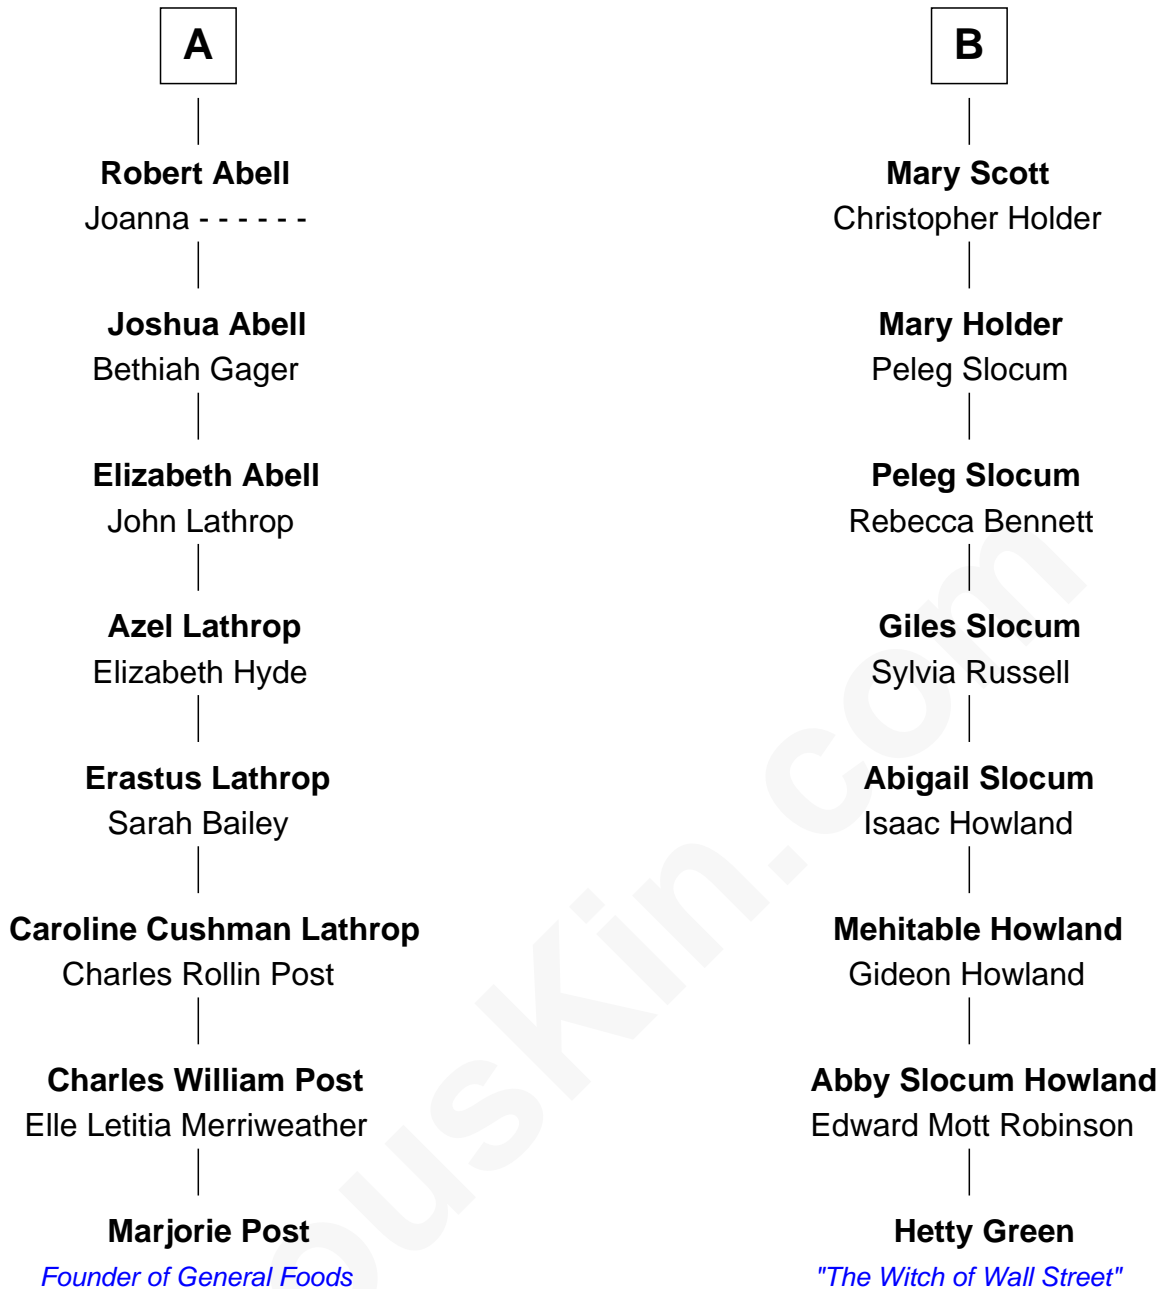 A
Robert Abell
Joanna - - - - - -
Joshua Abell
Bethiah Gager
Elizabeth Abell
John Lathrop
Azel Lathrop
Elizabeth Hyde
Erastus Lathrop
Sarah Bailey
Caroline Cushman Lathrop
Charles Rollin Post
Charles William Post
Elle Letitia Merriweather
Marjorie Post
Founder of General Foods
B
Mary Scott
Christopher Holder
Mary Holder
Peleg Slocum
Peleg Slocum
Rebecca Bennett
Giles Slocum
Sylvia Russell
Abigail Slocum
Isaac Howland
Mehitable Howland
Gideon Howland
Abby Slocum Howland
Edward Mott Robinson
Hetty Green
"The Witch of Wall Street"
ouskin.com